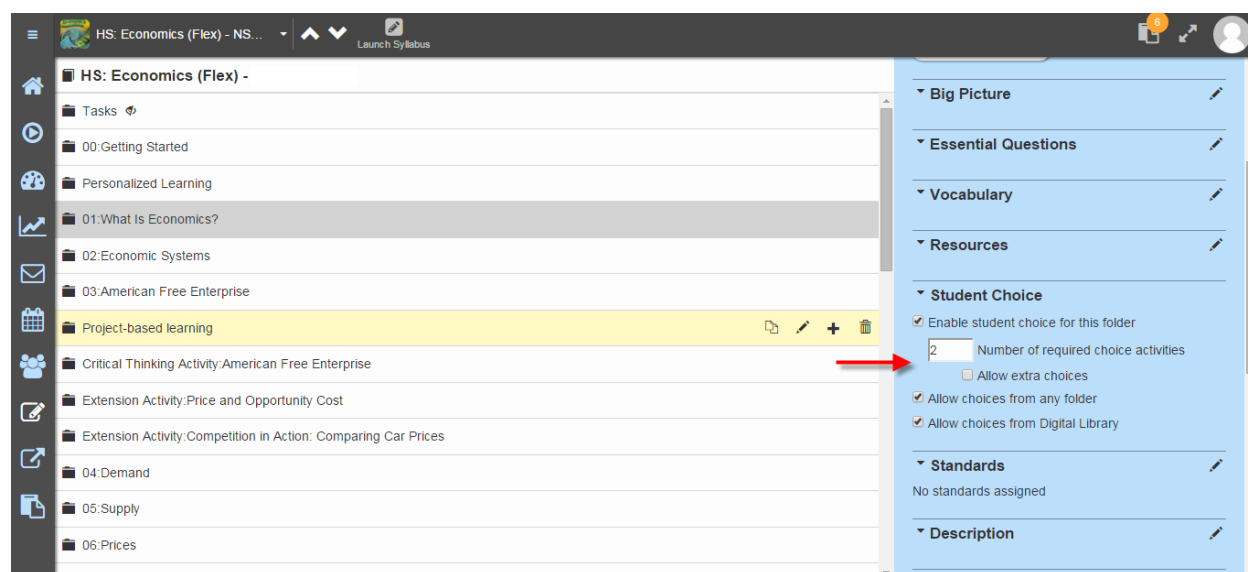 HS: Economics (Flex) - NS...
Launch Syllabus
6
HS: Economics (Flex) -
Tasks
00:Getting Started
Personalized Learning
01:What Is Economics?
02:Economic Systems
03:American Free Enterprise
Project-based learning
Critical Thinking Activity:American Free Enterprise
Extension Activity:Price and Opportunity Cost
Extension Activity:Competition in Action: Comparing Car Prices
04:Demand
05:Supply
06:Prices
Big Picture
Essential Questions
Vocabulary
Resources
Student Choice
Enable student choice for this folder
2 Number of required choice activities
Allow extra choices
Allow choices from any folder
Allow choices from Digital Library
Standards
No standards assigned
Description